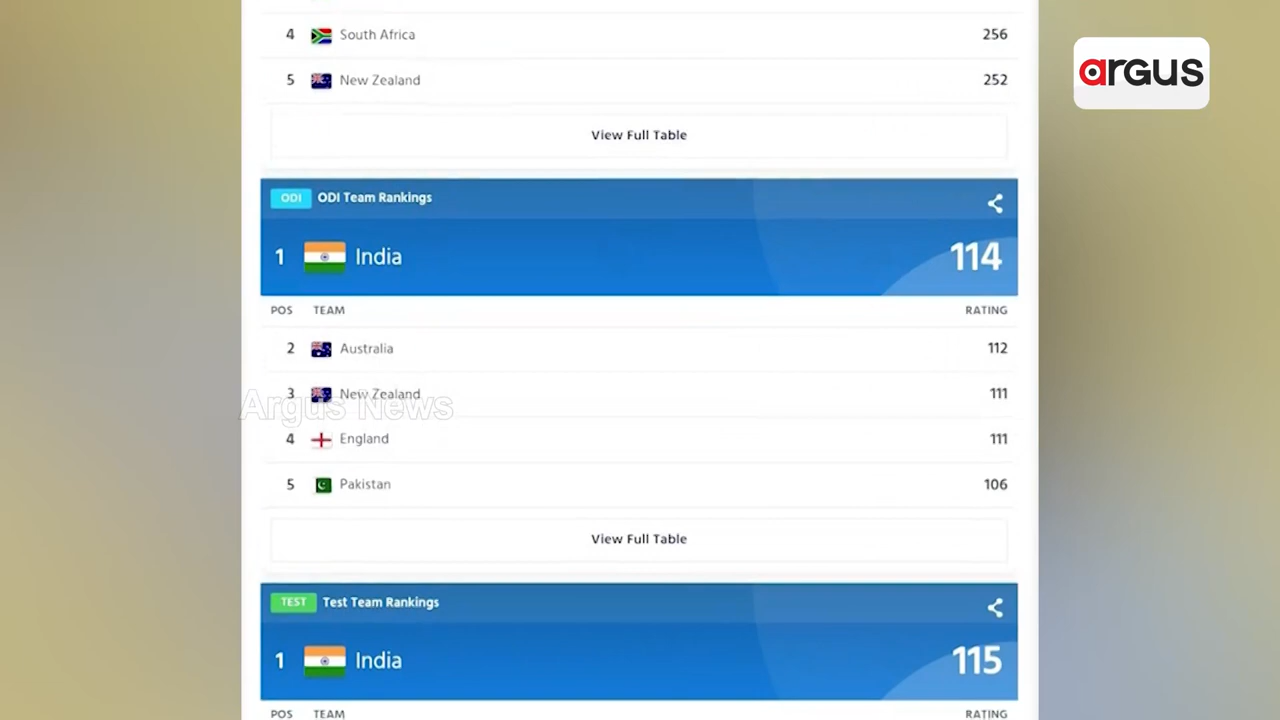 4 South Africa 256
argus
5 New Zealand 252
View Full Table
ODI ODI Team Rankings
1 India 114
POS TEAM RATING
2 Australia 112
3 New Zealand 111
Argus News
4 England 111
5 Pakistan 106
View Full Table
TEST Test Team Rankings
1 India 115
POS TEAM RATING